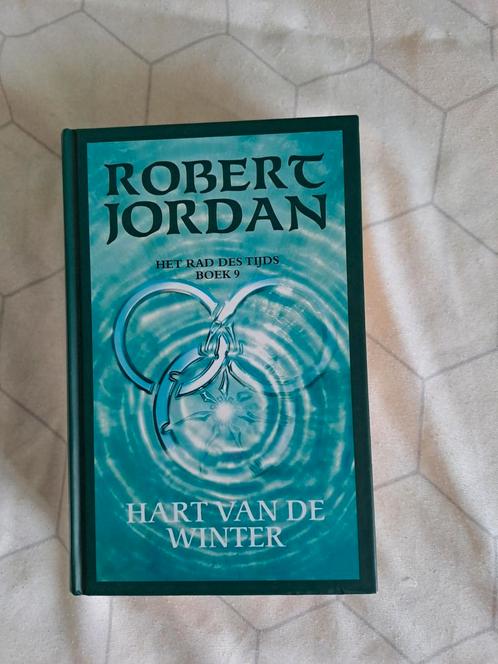 ROBERT
JORDAN
HET RAD DES TIJDS
BOEK 9
HART VAN DE
WINTER